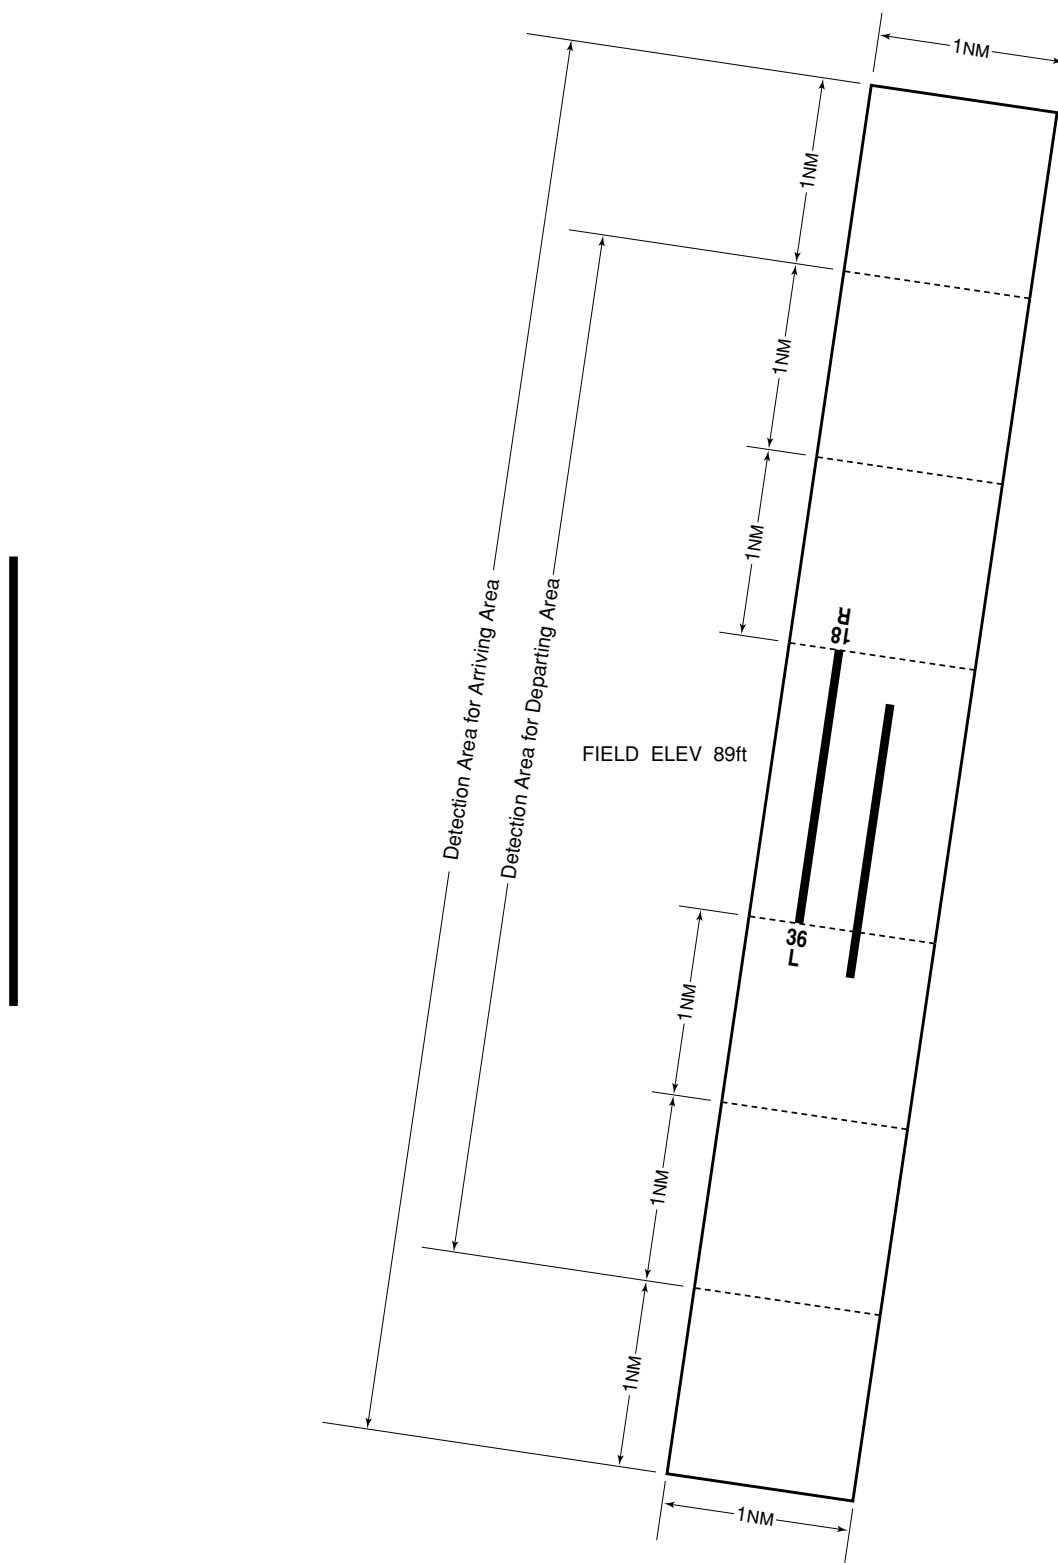 1NM
1NM
1NM
1NM
18
R
Detection Area for Arriving Area
Detection Area for Departing Area
FIELD ELEV 89ft
36
L
1NM
1NM
1NM
1NM